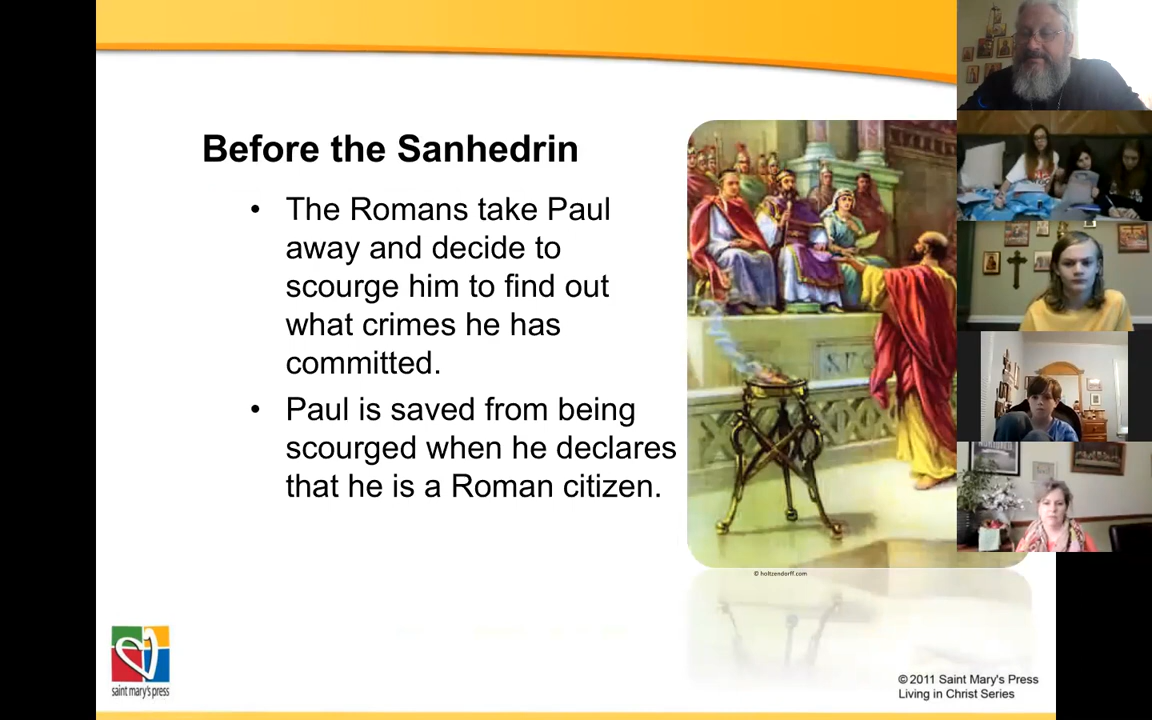 Before the Sanhedrin
• The Romans take Paul
away and decide to
scourge him to find out
what crimes he has
committed.
• Paul is saved from being
scourged when he declares
that he is a Roman citizen.
© holtzendorff.com
saint mary's press
© 2011 Saint Mary's Press
Living in Christ Series